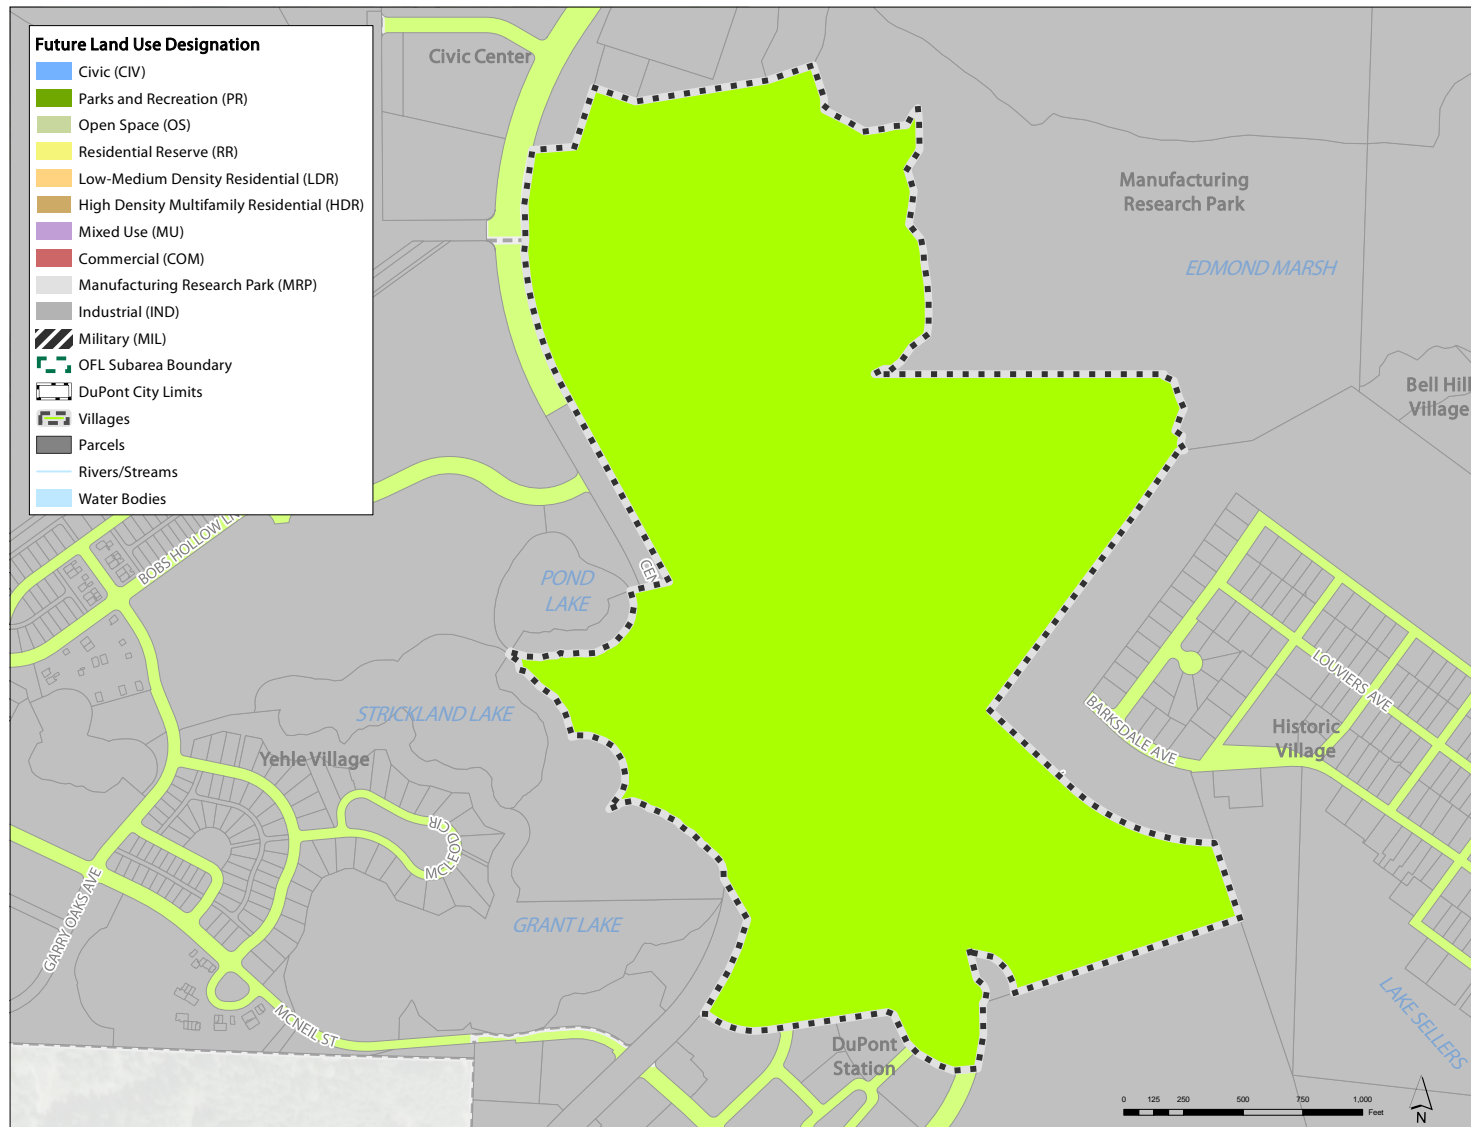 Future Land Use Designation
Civic (CIV)
Parks and Recreation (PR)
Open Space (OS)
Residential Reserve (RR)
Low-Medium Density Residential (LDR)
High Density Multifamily Residential (HDR)
Mixed Use (MU)
Commercial (COM)
Manufacturing Research Park (MRP)
Industrial (IND)
Military (MIL)
OFL Subarea Boundary
DuPont City Limits
Villages
Parcels
Rivers/Streams
Water Bodies
Civic Center
Manufacturing
Research Park
EDMOND MARSH
Bell Hill
Village
BOBS HOLLOW LN
CEN
POND
LAKE
STRICKLAND LAKE
Yehle Village
LOUVIERS AVE
BARKSDALE AVE
Historic
Village
MCLEOD CIR
GARRY OAKS AVE
GRANT LAKE
MCNEIL ST
DuPont
Station
LAKE SELLERS
0 125 250 500 750 1,000
Feet
N